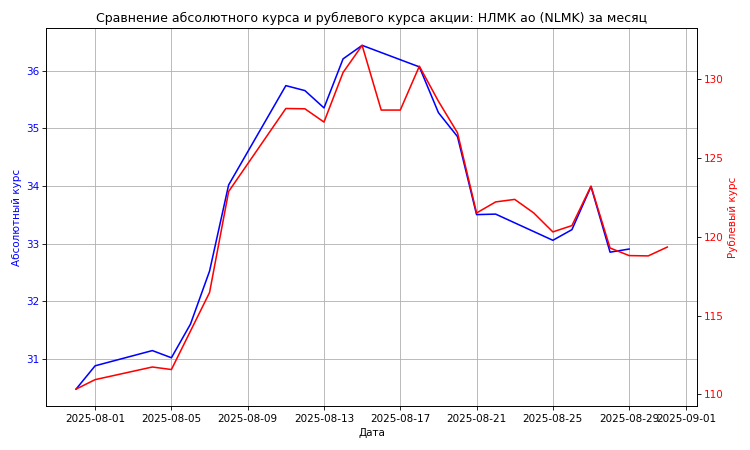 Сравнение абсолютного курса и рублевого курса акции: НЛМК ао (NLMK) за месяц
Абсолютный курс
36
35
34
33
32
31
130
125
120
115
110
Рублевый курс
2025-08-01 2025-08-05 2025-08-09 2025-08-13 2025-08-17 2025-08-21 2025-08-25 2025-08-29 2025-09-01
Дата